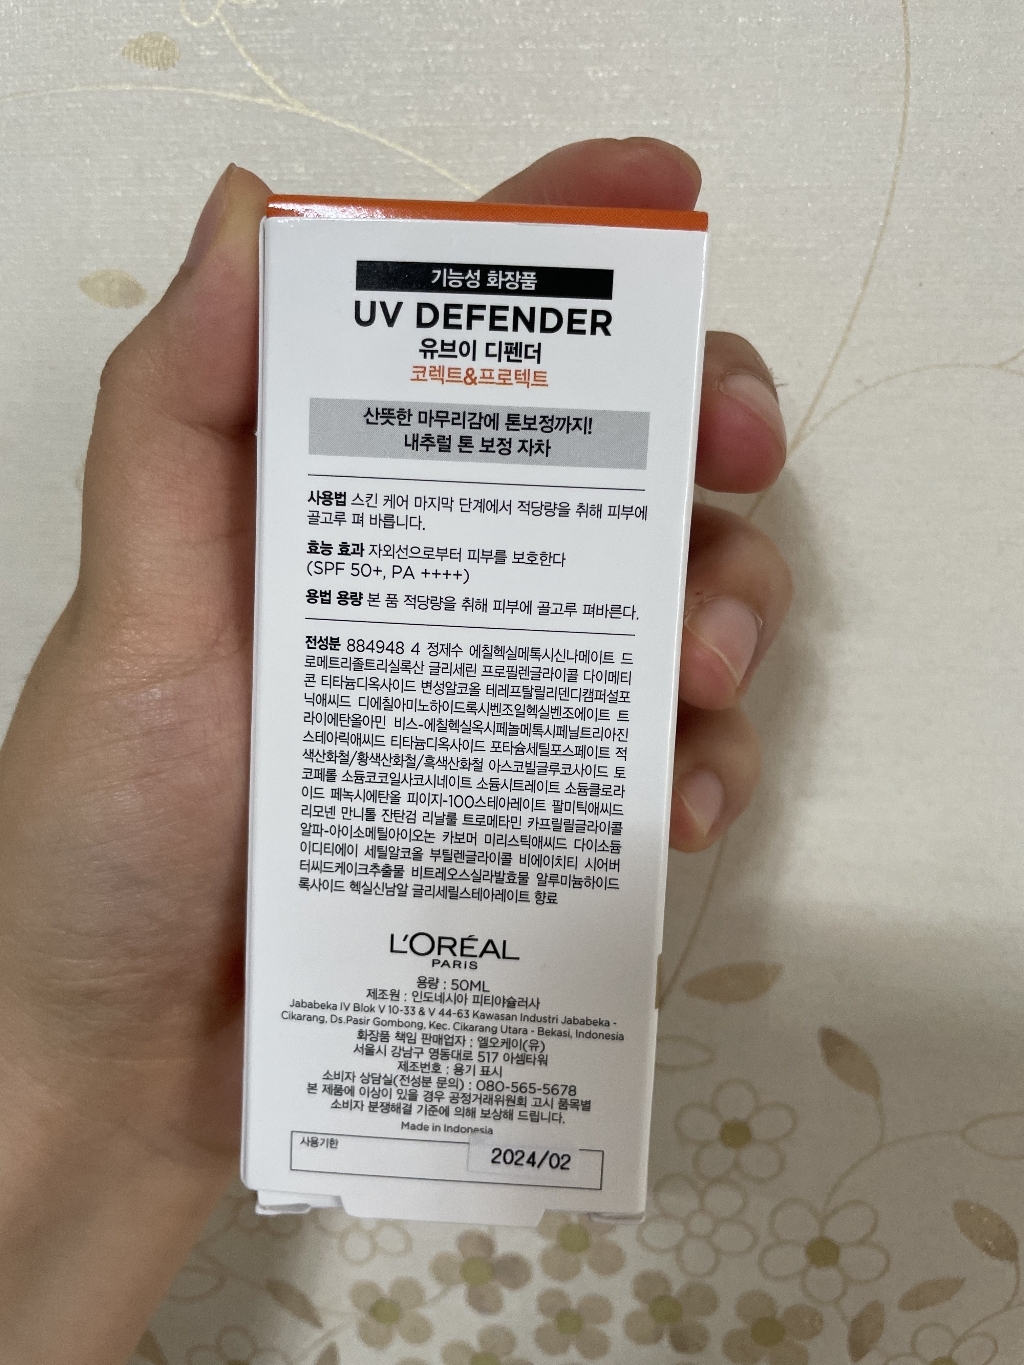 기능성 화장품
UV DEFENDER
유브이 디펜더
코렉트&프로텍트
산뜻한 마무리감에 톤보정까지!
내추럴 톤 보정 자차
사용법 스킨 케어 마지막 단계에서 적당량을 취해 피부에
골고루 펴 바릅니다.
효능 효과 자외선으로부터 피부를 보호한다
(SPF 50+, PA ++++)
용법 용량 본 품 적당량을 취해 피부에 골고루 펴바른다.
전성분 884948 4 정제수 에칠헥실메톡시신나메이트 드
로메트리졸트리실록산 글리세린 프로필렌글라이콜 다이메티
콘 티타늄디옥사이드 변성알코올 테레프탈릴리덴디캠퍼설포
닉애씨드 디에칠아미노하이드록시벤조일헥실벤조에이트 트
라이에탄올아민 비스-에칠헥실옥시페놀메톡시페닐트리아진
스테아릭애씨드 티타늄디옥사이드 포타슘세틸포스페이트 적
색산화철/황색산화철/흑색산화철 아스코빌글루코사이드 토
코페롤 소듐코코일사코시네이트 소듐시트레이트 소듐클로라
이드 페녹시에탄올 피이지-100스테아레이트 팔미틱애씨드
리모넨 만니톨 잔탄검 리날룰 트로메타민 카프릴릴글라이콜
알파-아이소메틸아이오논 카보머 미리스틱애씨드 다이소듐
이디티에이 세틸알코올 부틸렌글라이콜 비에이치티 시어버
터씨드케이크추출물 비트레오스실라발효물 알루미늄하이드
록사이드 헥실신남알 글리세릴스테아레이트 향료
L'ORÉAL
PARIS
용량 : 50ML
제조원 : 인도네시아 피티야슐러사
Jababeka IV Blok V 10-33 & V 44-63 Kawasan Industri Jababeka -
Cikarang, Ds.Pasir Gombong, Kec. Cikarang Utara - Bekasi, Indonesia
화장품 책임 판매업자 : 엘오케이(유)
서울시 강남구 영동대로 517 아셈타워
제조번호 : 용기 표시
소비자 상담실(전성분 문의) : 080-565-5678
본 제품에 이상이 있을 경우 공정거래위원회 고시 품목별
소비자 분쟁해결 기준에 의해 보상해 드립니다.
Made in Indonesia
사용기한
2024/02